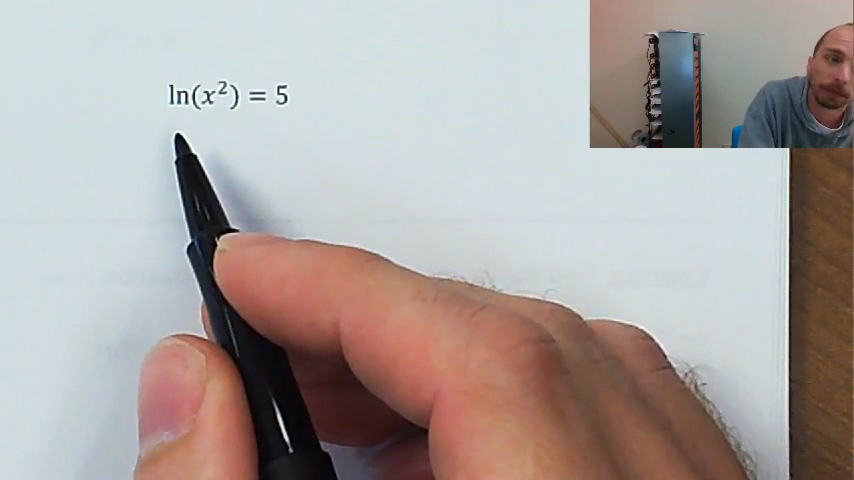 ln(x²) = 5